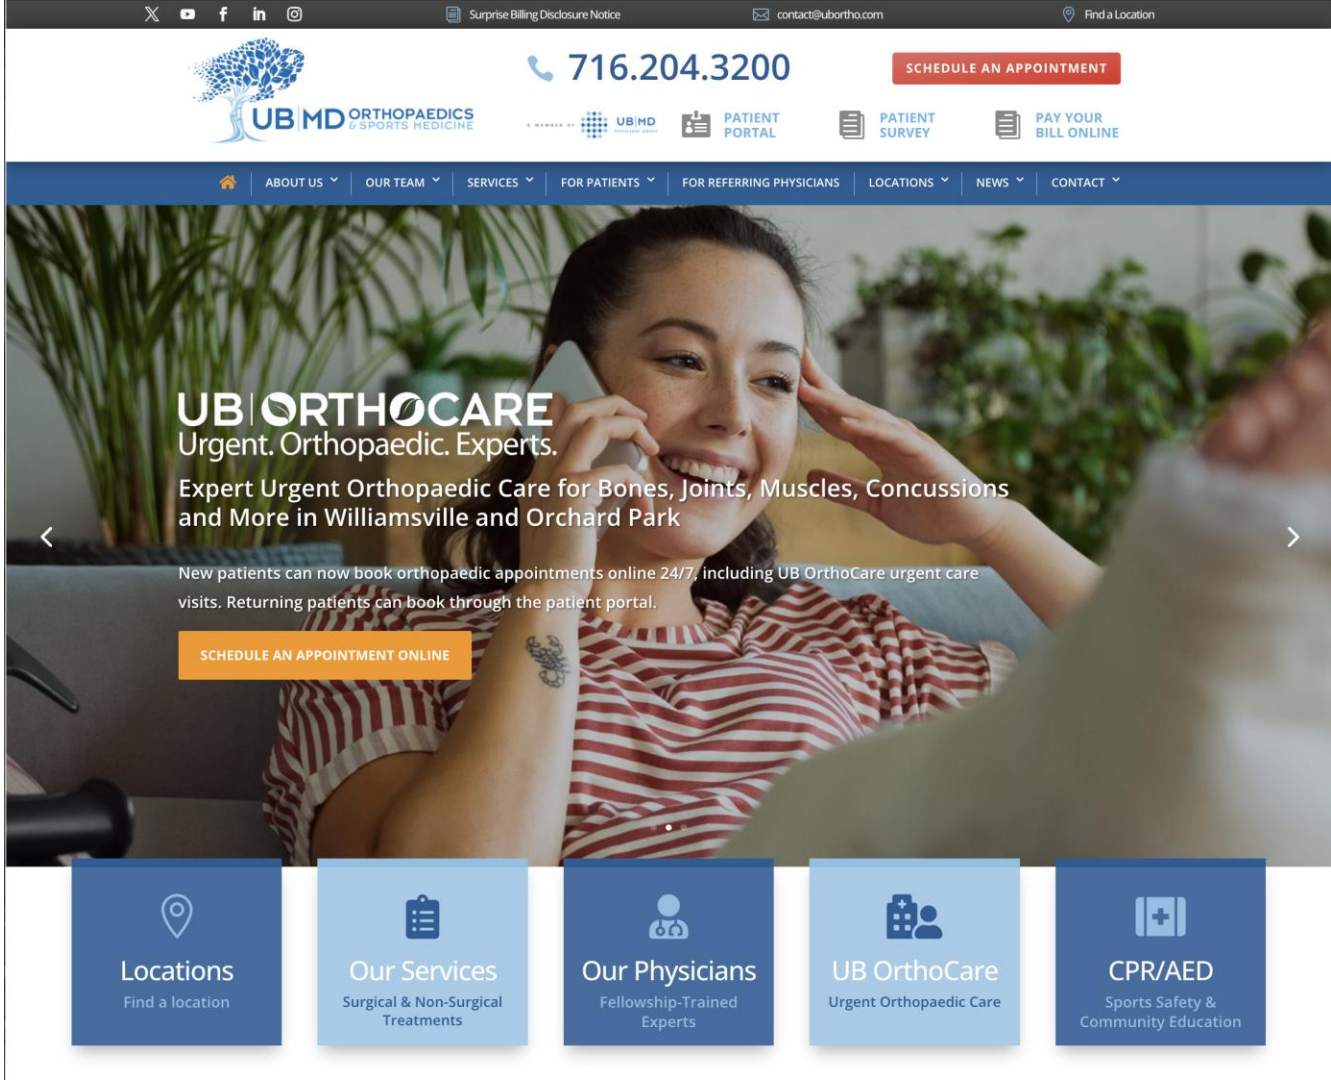 Surprise Billing Disclosure Notice
contact@ubortho.com
Find a Location
UB|MD ORTHOPAEDICS
& SPORTS MEDICINE
716.204.3200
SCHEDULE AN APPOINTMENT
A MEMBER OF
UB|MD
PATIENT
PORTAL
PATIENT
SURVEY
PAY YOUR
BILL ONLINE
ABOUT US
OUR TEAM
SERVICES
FOR PATIENTS
FOR REFERRING PHYSICIANS
LOCATIONS
NEWS
CONTACT
UB|ORTHOCARE
Urgent. Orthopaedic. Experts.
Expert Urgent Orthopaedic Care for Bones, Joints, Muscles, Concussions
and More in Williamsville and Orchard Park
New patients can now book orthopaedic appointments online 24/7, including UB OrthoCare urgent care
visits. Returning patients can book through the patient portal.
SCHEDULE AN APPOINTMENT ONLINE
Locations
Find a location
Our Services
Surgical & Non-Surgical
Treatments
Our Physicians
Fellowship-Trained
Experts
UB OrthoCare
Urgent Orthopaedic Care
CPR/AED
Sports Safety &
Community Education